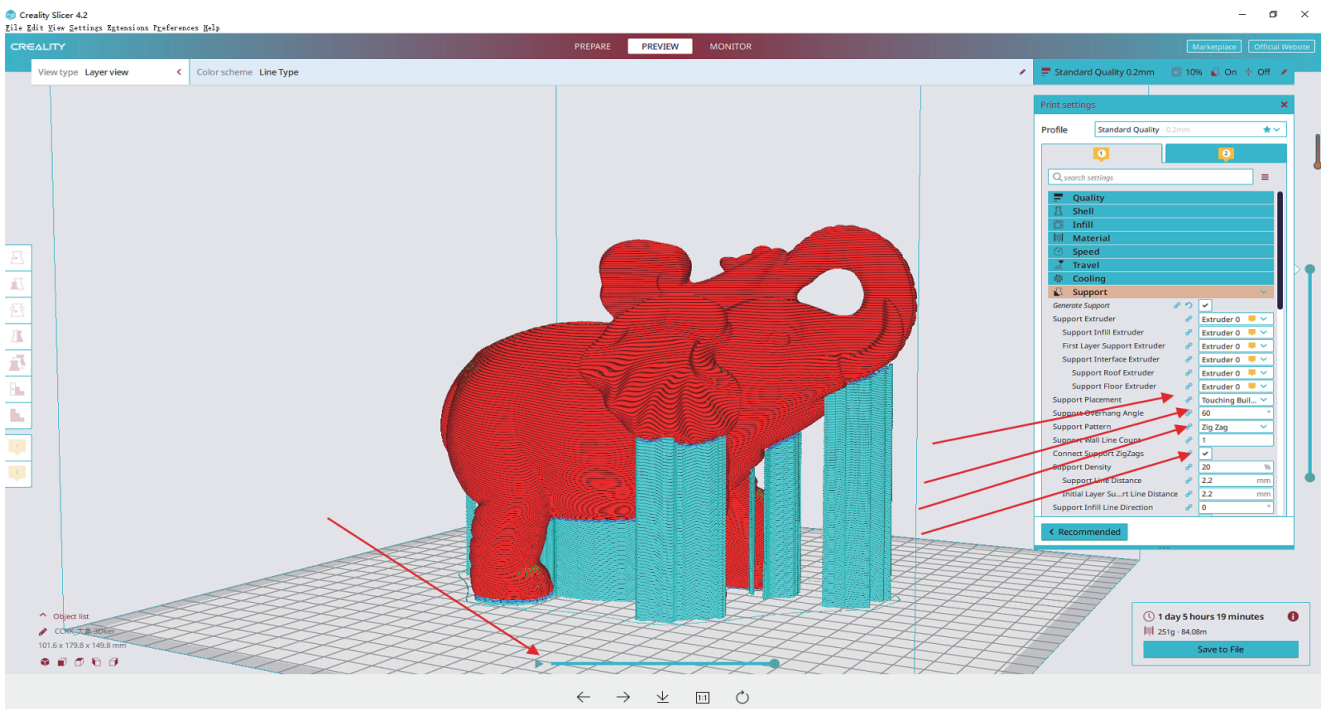 Creality Slicer 4.2
File Edit View Settings Extensions Preferences Help
CREALITY
PREPARE PREVIEW MONITOR
Marketplace Official Website
View type Layer view
Color scheme Line Type
Standard Quality 0.2mm 10% On Off
Print settings
Profile Standard Quality - 0.2mm
1 2
search settings
Quality
Shell
Infill
Material
Speed
Travel
Cooling
Support
Generate Support
Support Extruder Extruder 0
Support Infill Extruder Extruder 0
First Layer Support Extruder Extruder 0
Support Interface Extruder Extruder 0
Support Roof Extruder Extruder 0
Support Floor Extruder Extruder 0
Support Placement Touching Buil...
Support Overhang Angle 60 °
Support Pattern Zig Zag
Support Wall Line Count 1
Connect Support ZigZags
Support Density 20 %
Support Line Distance 2.2 mm
Initial Layer Su...rt Line Distance 2.2 mm
Support Infill Line Direction 0 °
Recommended
Object list
101.6 x 179.8 x 149.8 mm
1 day 5 hours 19 minutes
251g · 84.08m
Save to File
1:1